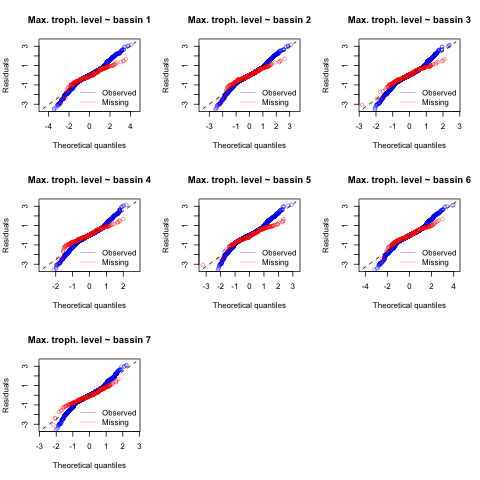 Max. troph. level ~ bassin 1
Residuals
3
1
-1
-3
Observed
Missing
-4 -2 0 2 4
Theoretical quantiles
Max. troph. level ~ bassin 2
Residuals
3
1
-1
-3
Observed
Missing
-3 -1 0 1 2 3
Theoretical quantiles
Max. troph. level ~ bassin 3
Residuals
3
1
-1
-3
Observed
Missing
-3 -2 -1 0 1 2 3
Theoretical quantiles
Max. troph. level ~ bassin 4
Residuals
3
1
-1
-3
Observed
Missing
-2 -1 0 1 2
Theoretical quantiles
Max. troph. level ~ bassin 5
Residuals
3
1
-1
-3
Observed
Missing
-3 -1 0 1 2 3
Theoretical quantiles
Max. troph. level ~ bassin 6
Residuals
3
1
-1
-3
Observed
Missing
-4 -2 0 2 4
Theoretical quantiles
Max. troph. level ~ bassin 7
Residuals
3
1
-1
-3
Observed
Missing
-3 -2 -1 0 1 2 3
Theoretical quantiles